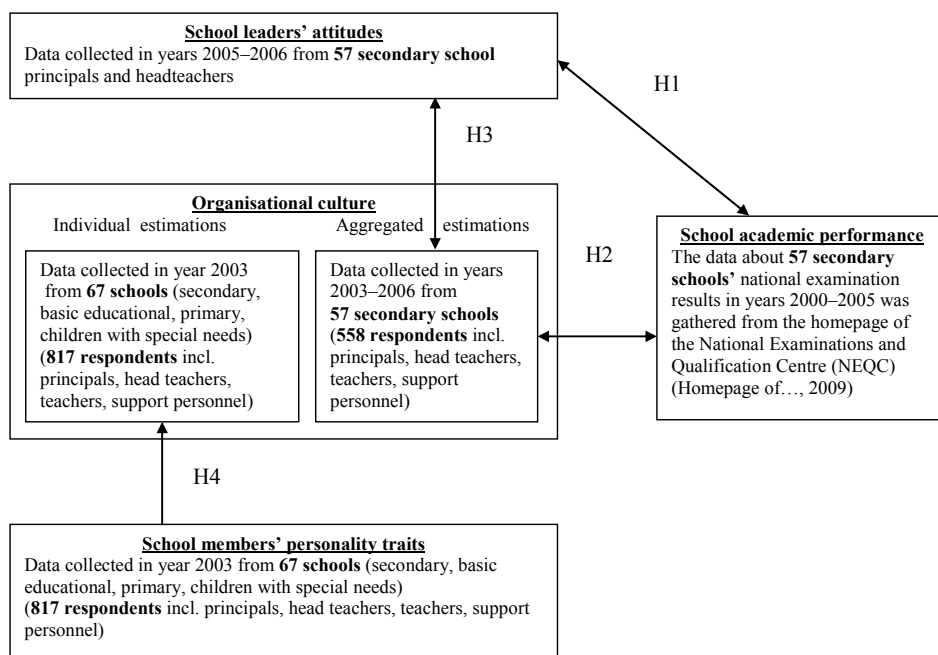 School leaders’ attitudes
Data collected in years 2005–2006 from 57 secondary school
principals and headteachers
H1
H3
Organisational culture
Individual estimations
Aggregated estimations
Data collected in year 2003
from 67 schools (secondary,
basic educational, primary,
children with special needs)
(817 respondents incl.
principals, head teachers,
teachers, support personnel)
Data collected in years
2003–2006 from
57 secondary schools
(558 respondents incl.
principals, head teachers,
teachers, support
personnel)
H2
School academic performance
The data about 57 secondary
schools’ national examination
results in years 2000–2005 was
gathered from the homepage of
the National Examinations and
Qualification Centre (NEQC)
(Homepage of…, 2009)
H4
School members’ personality traits
Data collected in year 2003 from 67 schools (secondary, basic
educational, primary, children with special needs)
(817 respondents incl. principals, head teachers, teachers, support
personnel)